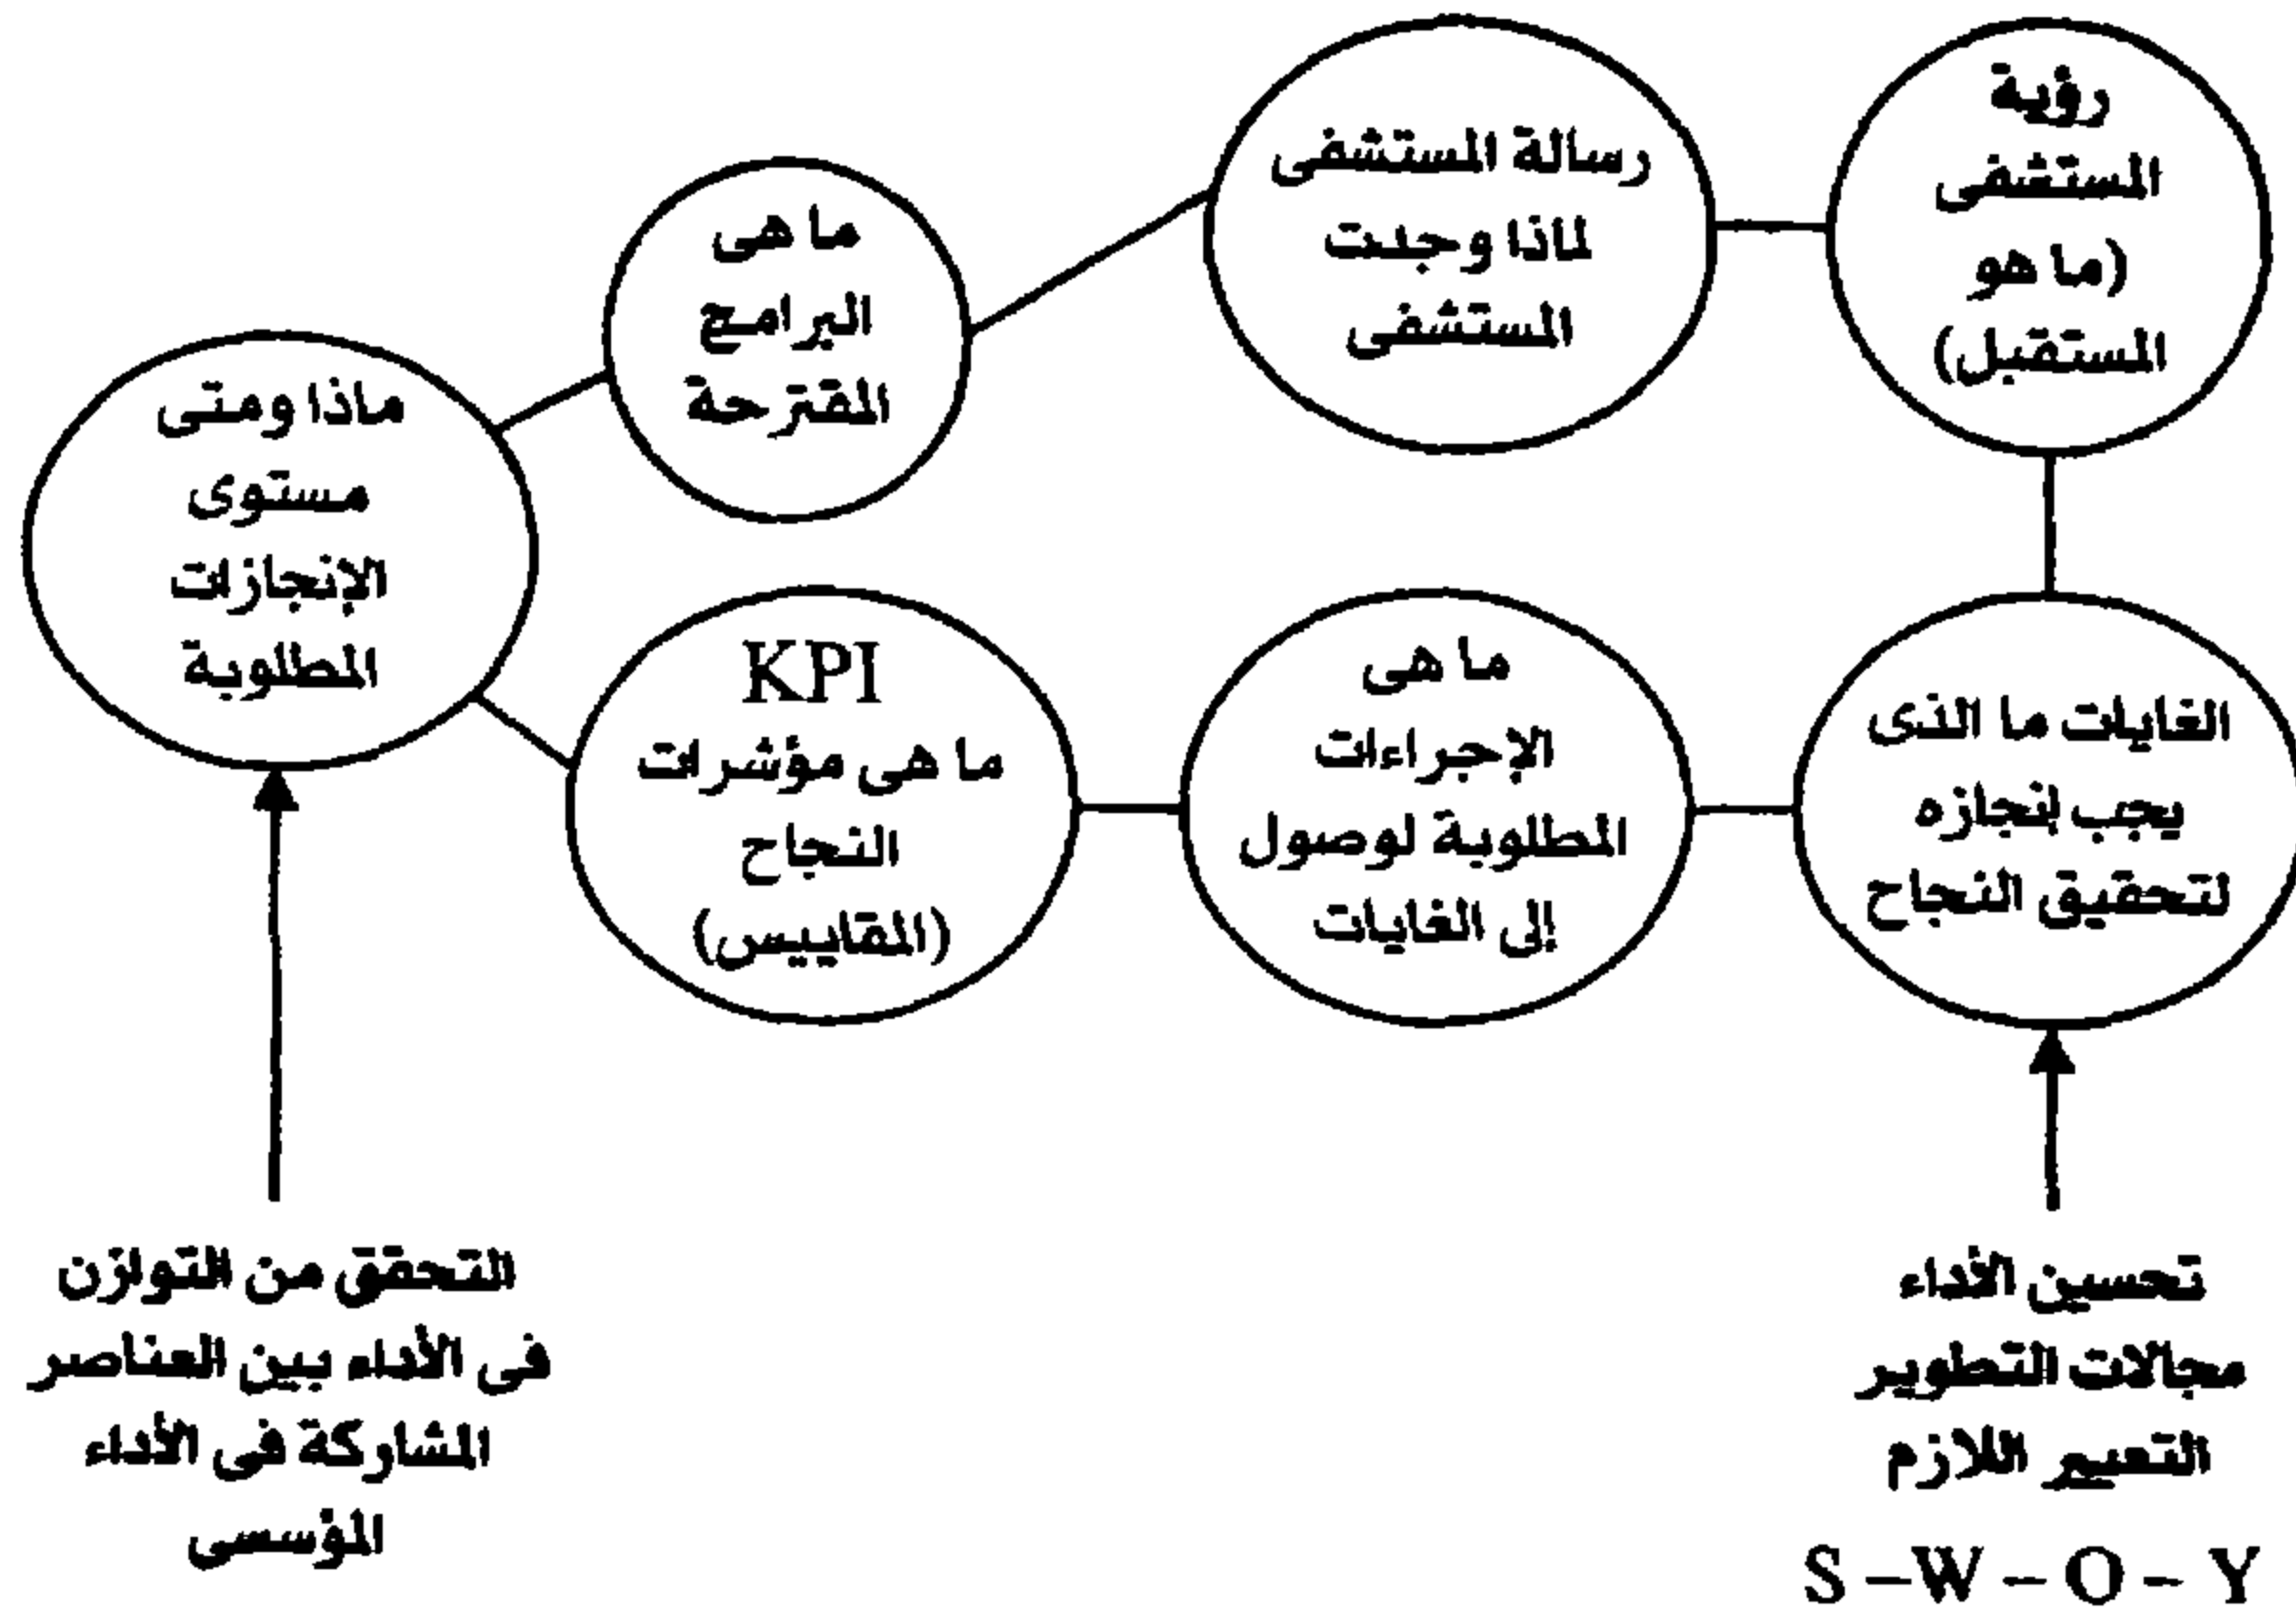 رؤية
المستشفى
(ما هو
المستقبل)
رسالة المستشفى
لماذا وجدت
المستشفى
ما هى
البرامج
المقترحة
ماذا ومتى
مستوى
الإنجازات
المطلوبة
KPI
ما هى مؤشرات
النجاح
(المقاييس)
ما هى
الإجراءات
المطلوبة لوصول
إلى الغايات
الغايات ما الذى
يجب إنجازه
لتحقيق النجاح
تحسين الأداء
مجالات التطوير
التعيير اللازم
S – W – O – Y
التحقق من التوازن
فى الأداء بين العناصر
المشاركة فى الأداء
المؤسسى